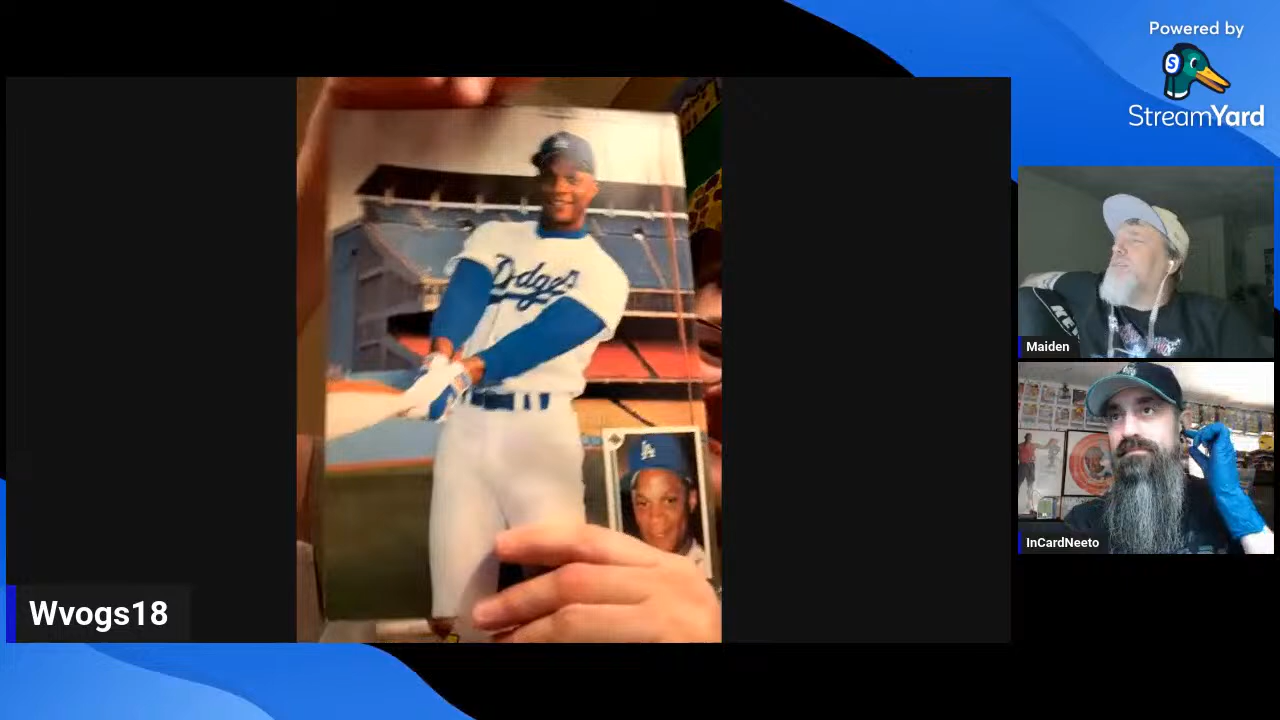 Powered by
StreamYard
Dodgers
LA
Maiden
InCardNeeto
Wvogs18